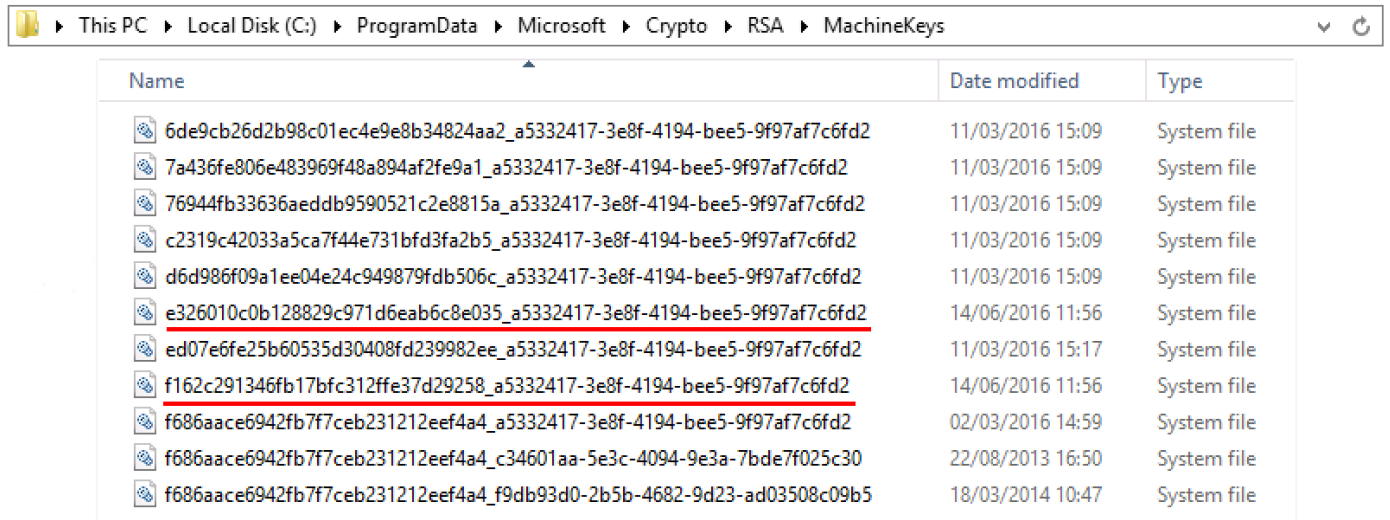 This PC Local Disk (C:) ProgramData Microsoft Crypto RSA MachineKeys
Name Date modified Type
6de9cb26d2b98c01ec4e9e8b34824aa2_a5332417-3e8f-4194-bee5-9f97af7c6fd2 11/03/2016 15:09 System file
7a436fe806e483969f48a894af2fe9a1_a5332417-3e8f-4194-bee5-9f97af7c6fd2 11/03/2016 15:09 System file
76944fb33636aeddb9590521c2e8815a_a5332417-3e8f-4194-bee5-9f97af7c6fd2 11/03/2016 15:09 System file
c2319c42033a5ca7f44e731bfd3fa2b5_a5332417-3e8f-4194-bee5-9f97af7c6fd2 11/03/2016 15:09 System file
d6d986f09a1ee04e24c949879fdb506c_a5332417-3e8f-4194-bee5-9f97af7c6fd2 11/03/2016 15:09 System file
e326010c0b128829c971d6eab6c8e035_a5332417-3e8f-4194-bee5-9f97af7c6fd2 14/06/2016 11:56 System file
ed07e6fe25b60535d30408fd239982ee_a5332417-3e8f-4194-bee5-9f97af7c6fd2 11/03/2016 15:17 System file
f162c291346fb17bfc312ffe37d29258_a5332417-3e8f-4194-bee5-9f97af7c6fd2 14/06/2016 11:56 System file
f686aace6942fb7f7ceb231212eef4a4_a5332417-3e8f-4194-bee5-9f97af7c6fd2 02/03/2016 14:59 System file
f686aace6942fb7f7ceb231212eef4a4_c34601aa-5e3c-4094-9e3a-7bde7f025c30 22/08/2013 16:50 System file
f686aace6942fb7f7ceb231212eef4a4_f9db93d0-2b5b-4682-9d23-ad03508c09b5 18/03/2014 10:47 System file